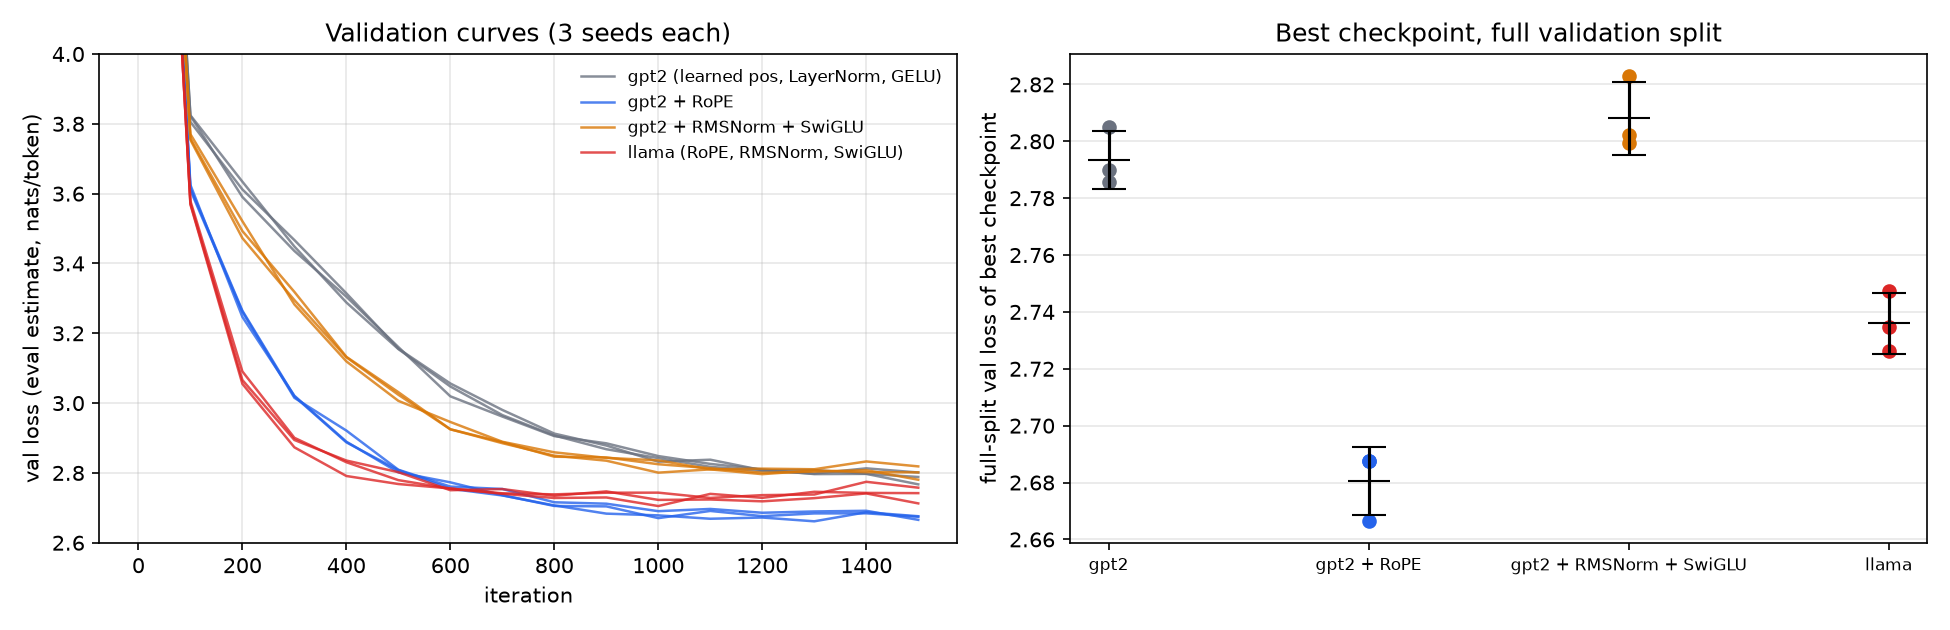 Validation curves (3 seeds each)
val loss (eval estimate, nats/token)
4.0
3.8
3.6
3.4
3.2
3.0
2.8
2.6
gpt2 (learned pos, LayerNorm, GELU)
gpt2 + RoPE
gpt2 + RMSNorm + SwiGLU
llama (RoPE, RMSNorm, SwiGLU)
0 200 400 600 800 1000 1200 1400
iteration
Best checkpoint, full validation split
full-split val loss of best checkpoint
2.82
2.80
2.78
2.76
2.74
2.72
2.70
2.68
2.66
gpt2 gpt2 + RoPE gpt2 + RMSNorm + SwiGLU llama